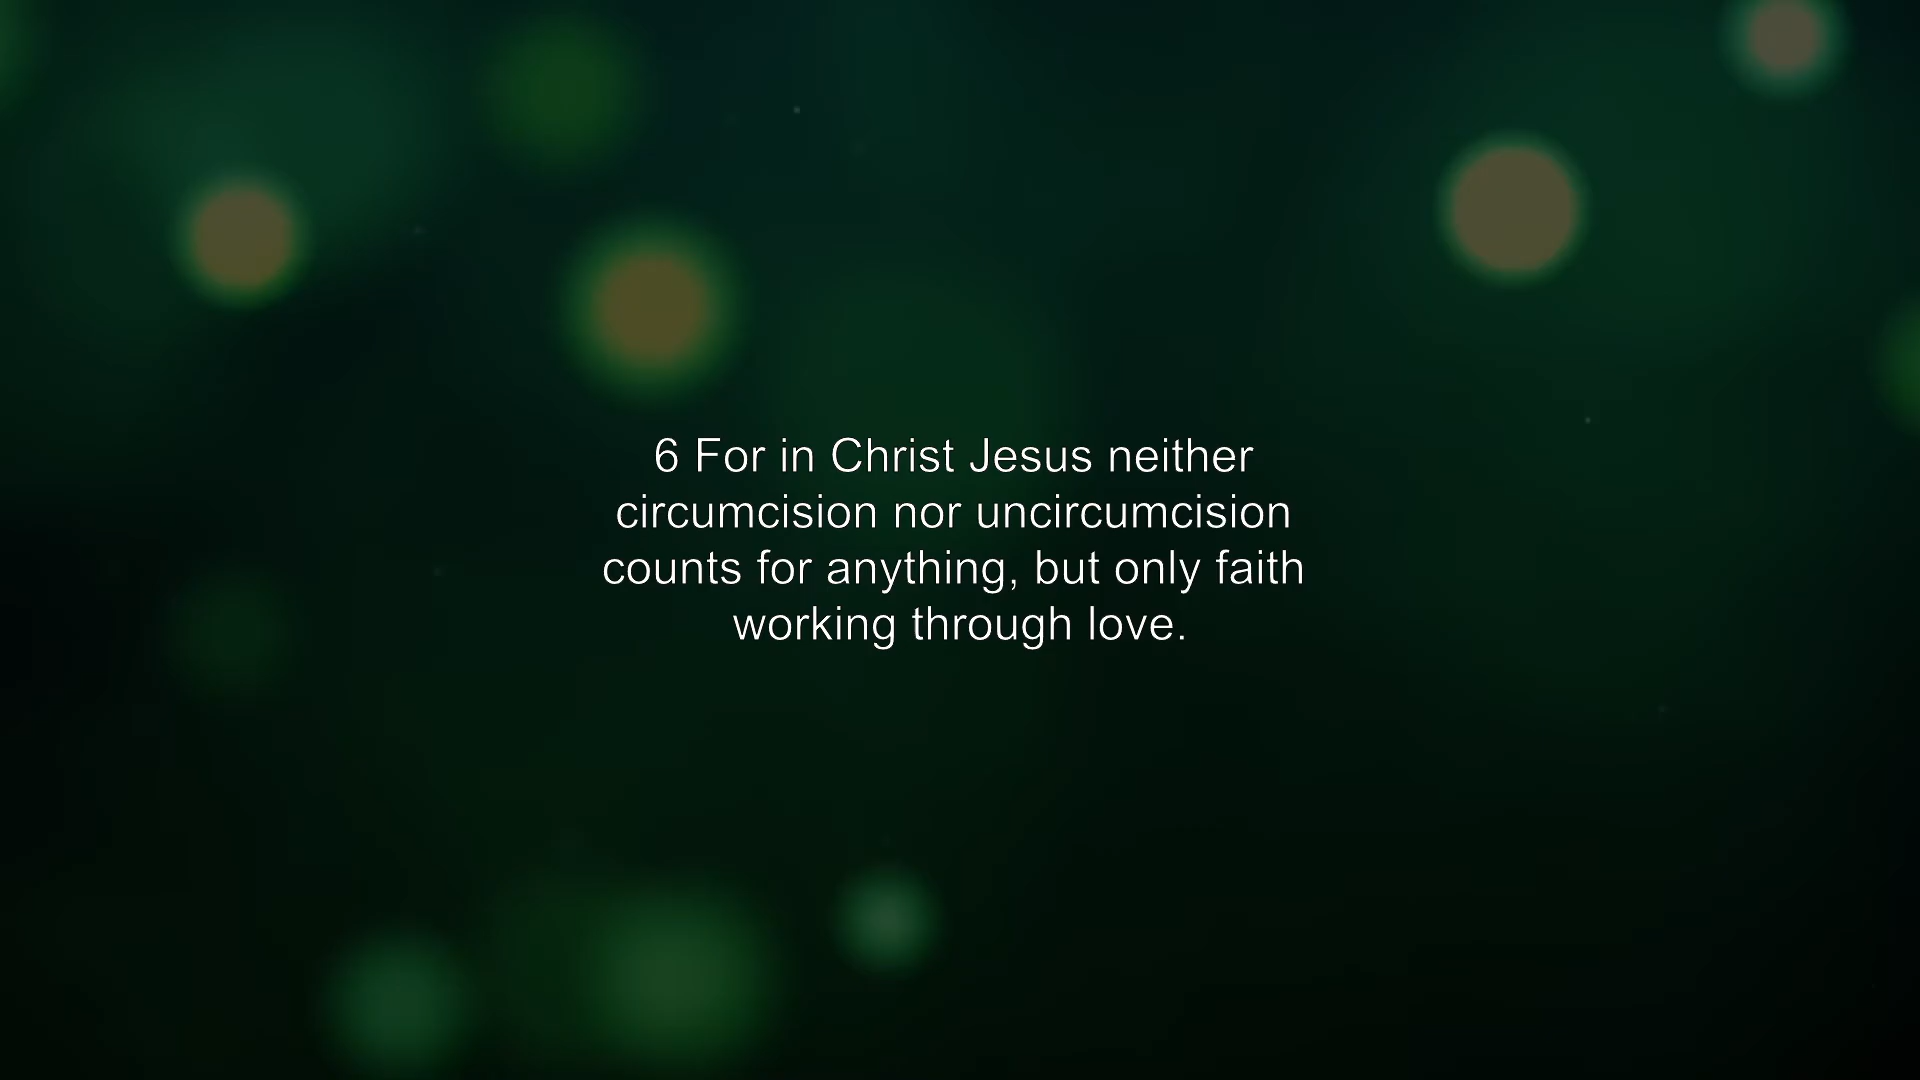 6 For in Christ Jesus neither
circumcision nor uncircumcision
counts for anything, but only faith
working through love.